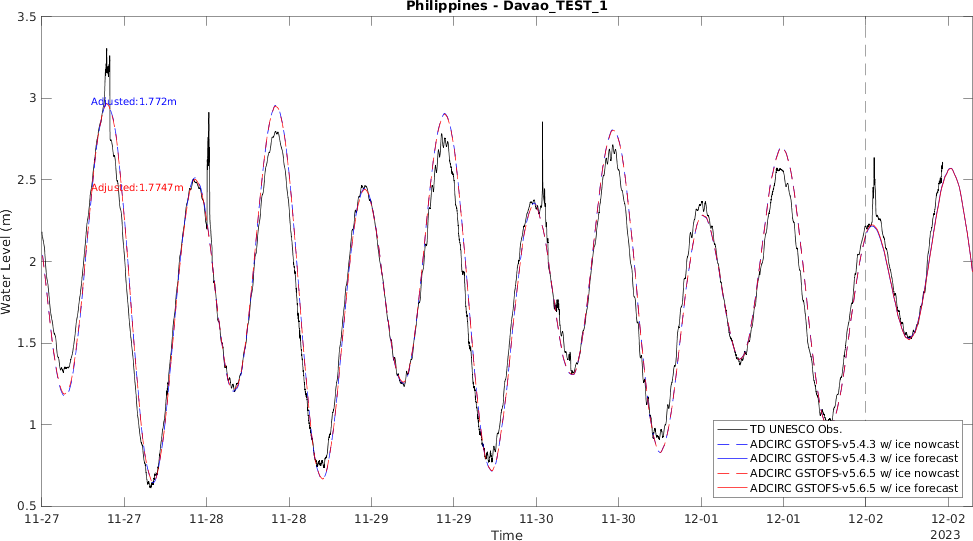 Philippines - Davao_TEST_1
3.5
3
2.5
2
1.5
1
0.5
Water Level (m)
Adjusted:1.772m
Adjusted:1.7747m
TD UNESCO Obs.
ADCIRC GSTOFS-v5.4.3 w/ ice nowcast
ADCIRC GSTOFS-v5.4.3 w/ ice forecast
ADCIRC GSTOFS-v5.6.5 w/ ice nowcast
ADCIRC GSTOFS-v5.6.5 w/ ice forecast
11-27 11-27 11-28 11-28 11-29 11-29 11-30 11-30 12-01 12-01 12-02 12-02
Time 2023